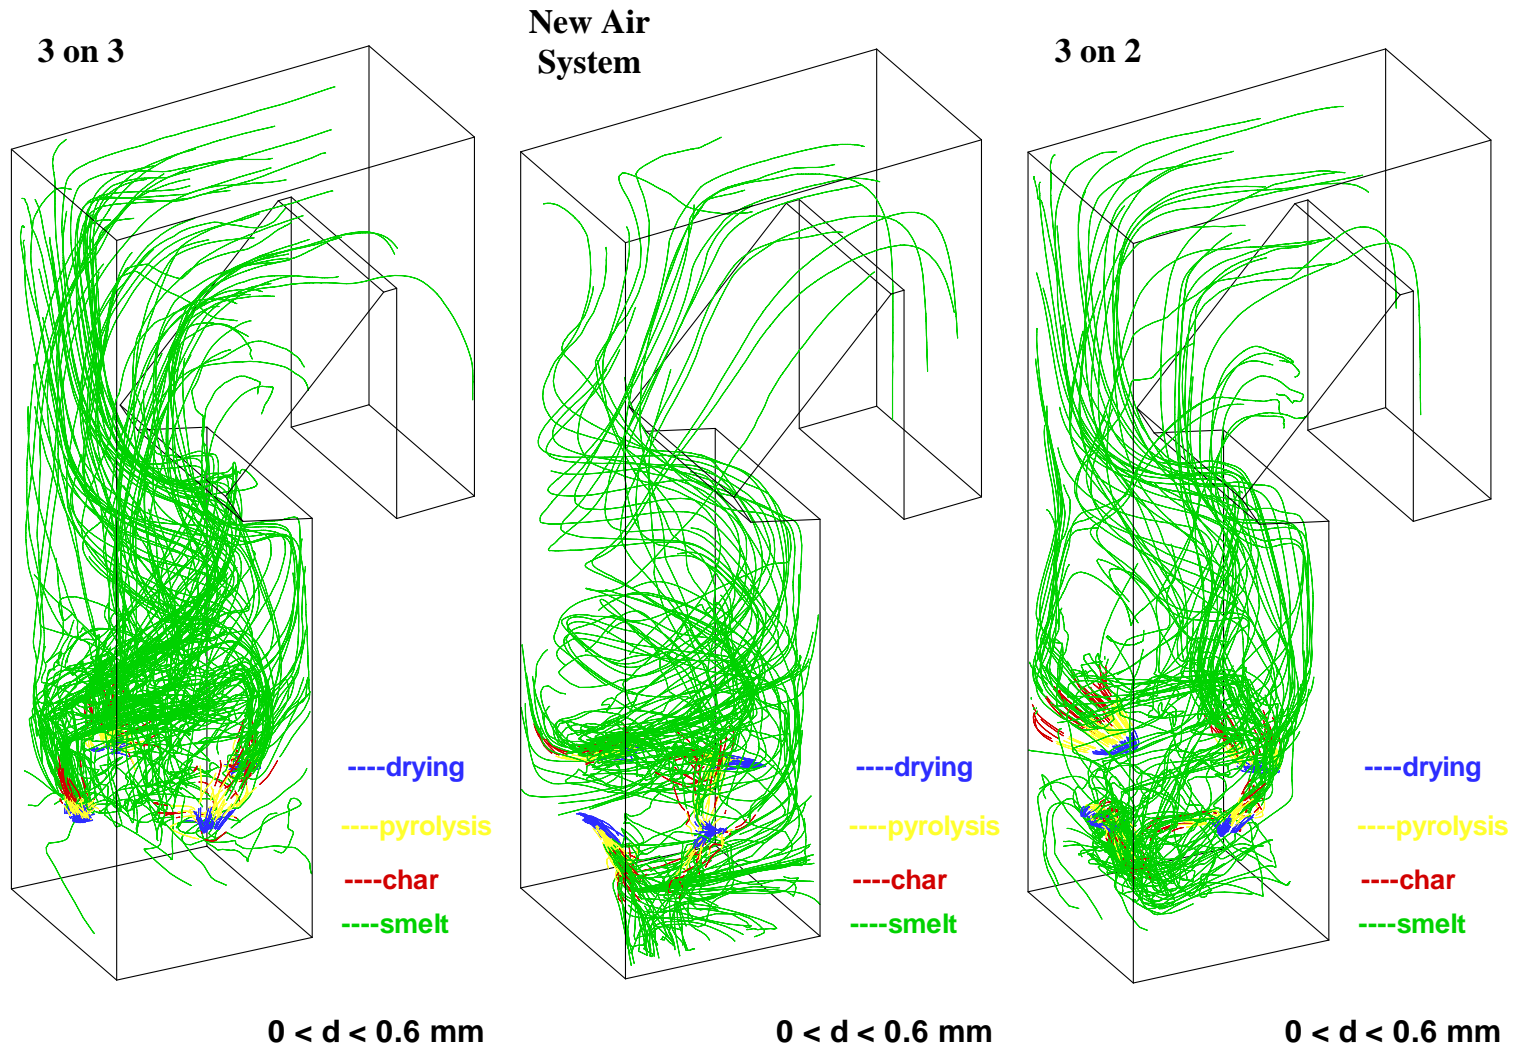 3 on 3
New Air
System
3 on 2
----drying
----pyrolysis
----char
----smelt
0 < d < 0.6 mm
----drying
----pyrolysis
----char
----smelt
0 < d < 0.6 mm
----drying
----pyrolysis
----char
----smelt
0 < d < 0.6 mm